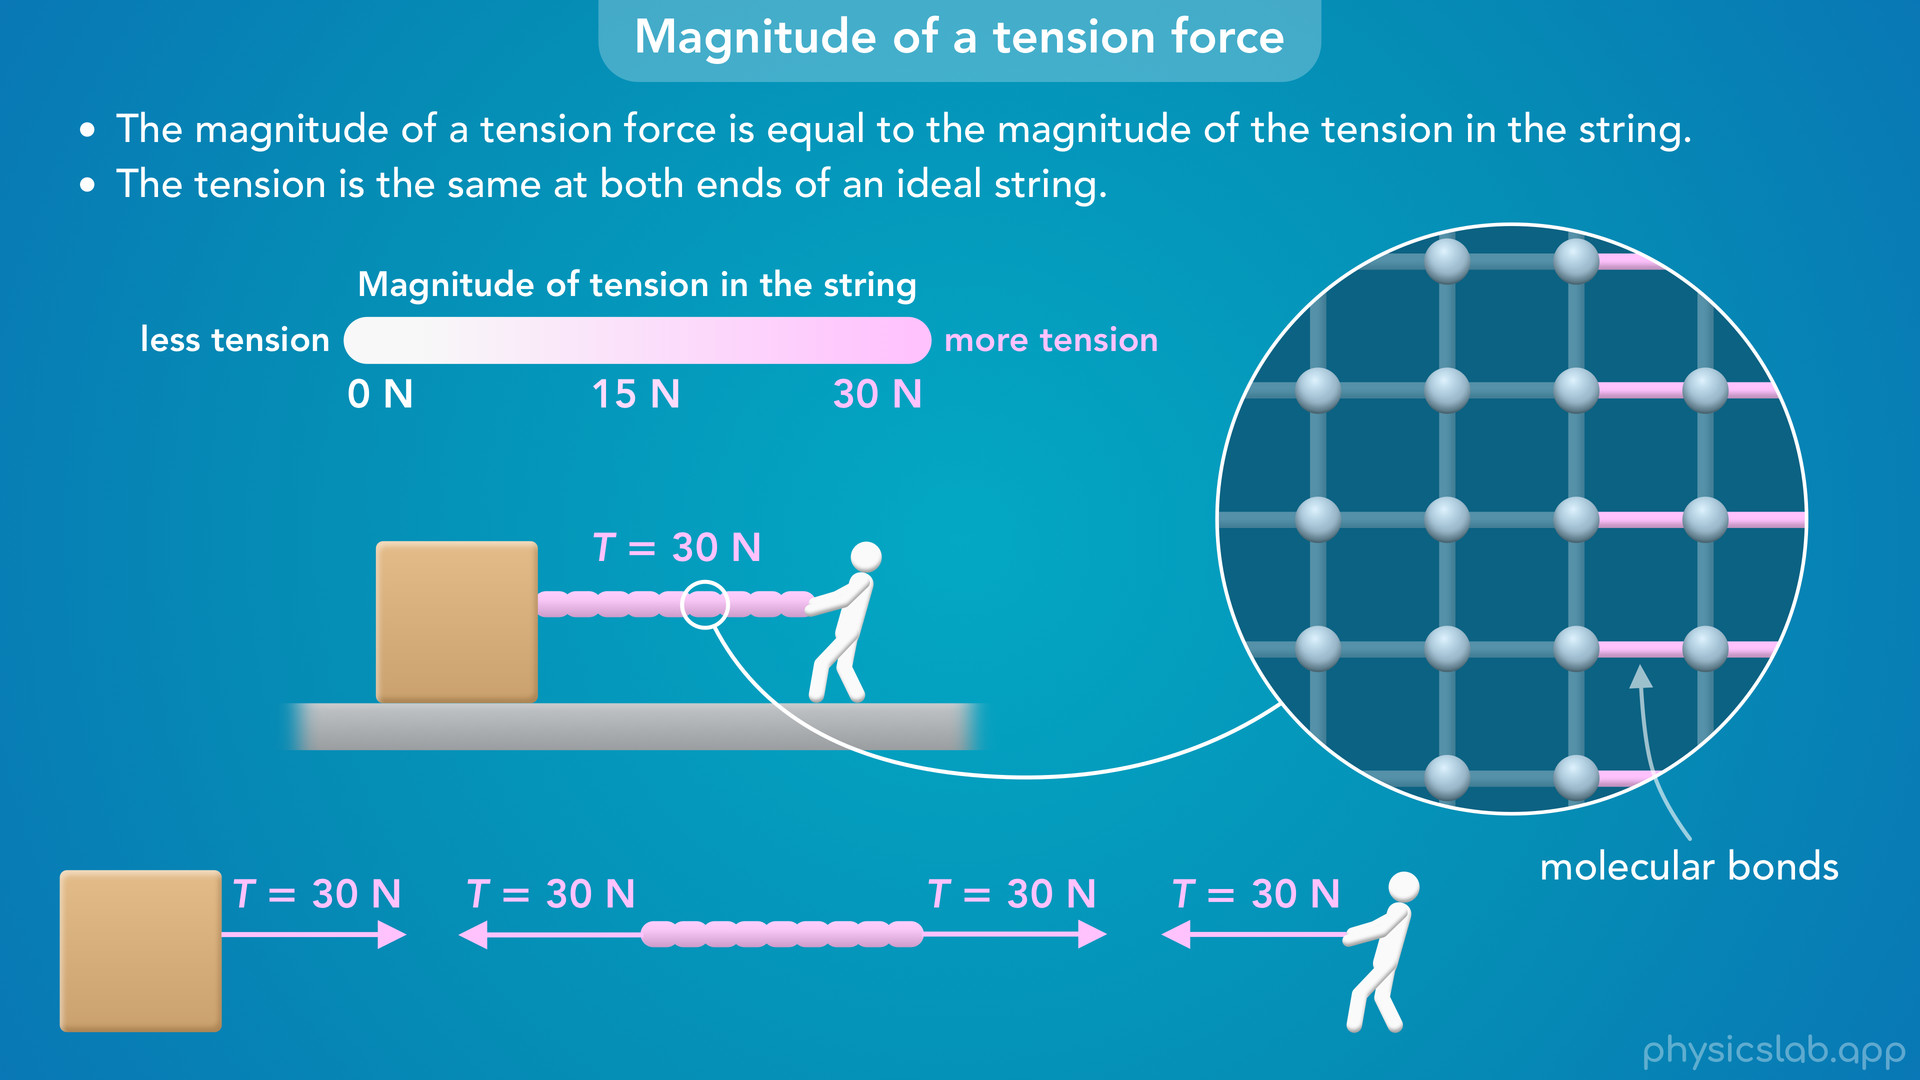 Magnitude of a tension force
• The magnitude of a tension force is equal to the magnitude of the tension in the string.
• The tension is the same at both ends of an ideal string.
Magnitude of tension in the string
less tension
more tension
0 N
15 N
30 N
T = 30 N
molecular bonds
T = 30 N
T = 30 N
T = 30 N
T = 30 N
physicslab.app